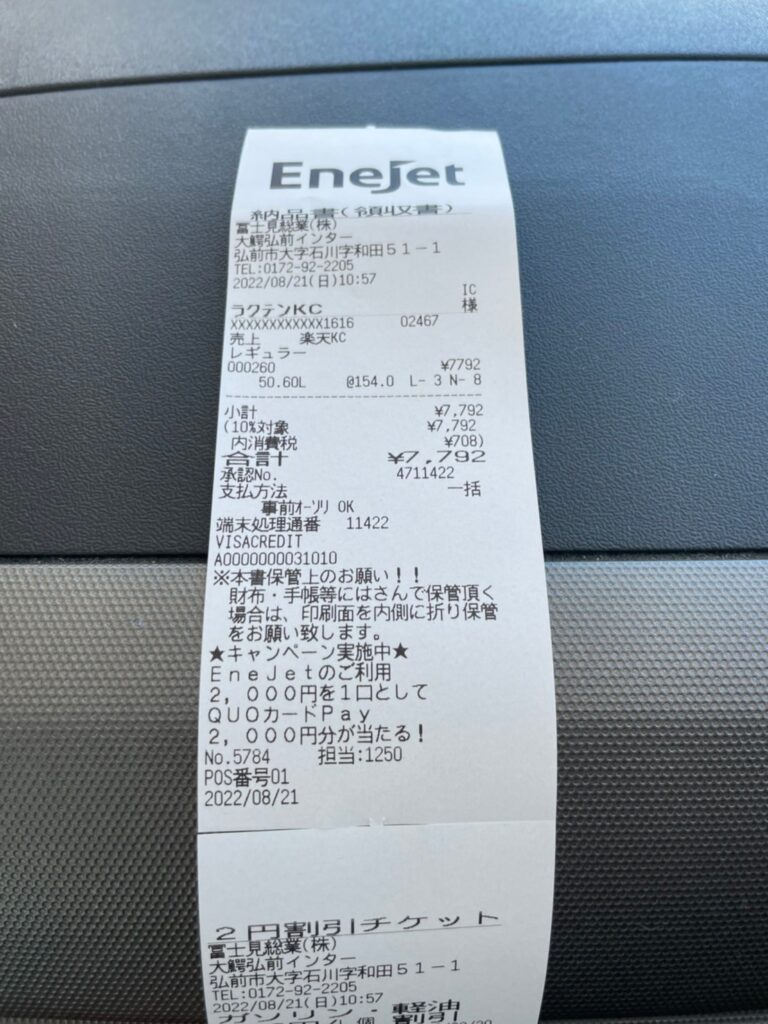 Enejet
納品書(領収書)
富士見総業(株)
大鰐弘前インター
弘前市大字石川字和田５１－１
TEL:0172-92-2205
2022/08/21(日)10:57
IC
ラクテンKC 様
XXXXXXXXXXXX1616 02467
売上 楽天KC
レギュラー
000260 ¥7792
50.60L @154.0 L- 3 N- 8
小計 ¥7,792
(10%対象 ¥7,792
内消費税 ¥708)
合計 ¥7,792
承認No. 4711422
支払方法 一括
事前ｵｰｿﾘ OK
端末処理通番 11422
VISACREDIT
A0000000031010
※本書保管上のお願い！！
財布・手帳等にはさんで保管頂く
場合は、印刷面を内側に折り保管
をお願い致します。
★キャンペーン実施中★
ＥｎｅＪｅｔのご利用
２，０００円を１口として
ＱＵＯカードＰａｙ
２，０００円分が当たる！
No.5784 担当:1250
POS番号01
2022/08/21
２円割引チケット
富士見総業(株)
大鰐弘前インター
弘前市大字石川字和田５１－１
TEL:0172-92-2205
2022/08/21(日)10:57
ガソリン・軽油
割引